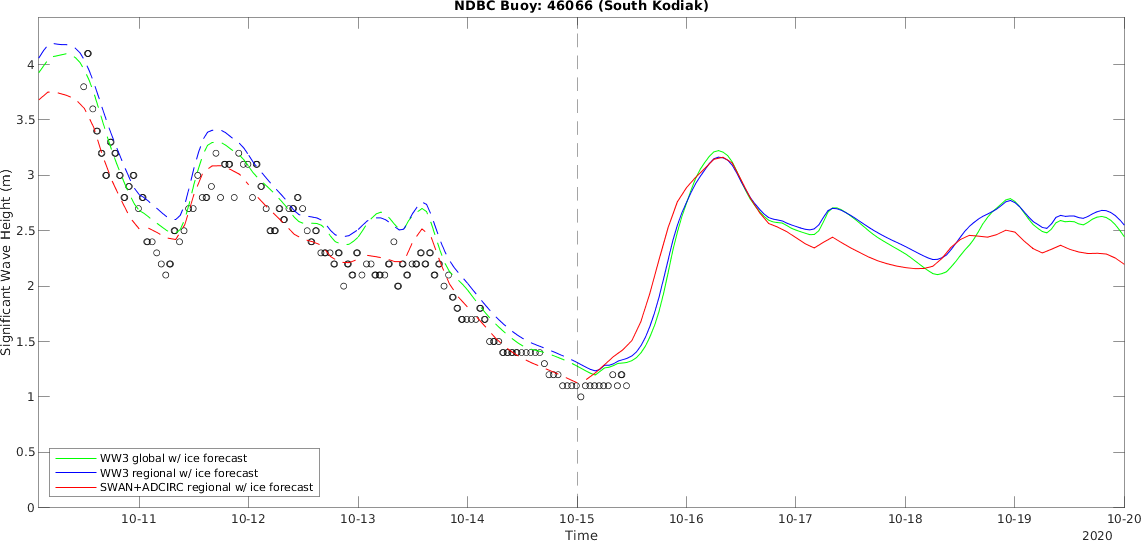 NDBC Buoy: 46066 (South Kodiak)
Significant Wave Height (m)
4
3.5
3
2.5
2
1.5
1
0.5
0
WW3 global w/ ice forecast
WW3 regional w/ ice forecast
SWAN+ADCIRC regional w/ ice forecast
10-11 10-12 10-13 10-14 10-15 10-16 10-17 10-18 10-19 10-20
Time
2020